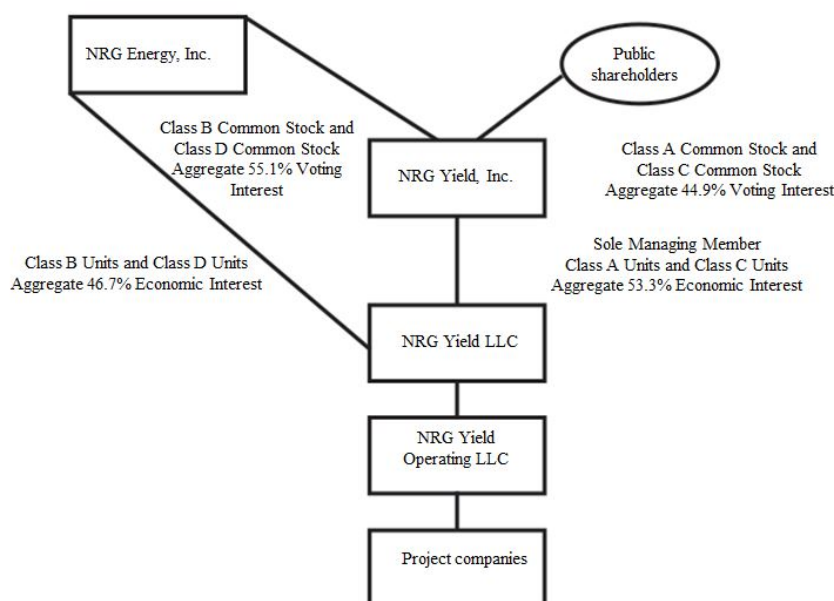 NRG Energy, Inc.
Public
shareholders
Class B Common Stock and
Class D Common Stock
Aggregate 55.1% Voting
Interest
NRG Yield, Inc.
Class A Common Stock and
Class C Common Stock
Aggregate 44.9% Voting Interest
Sole Managing Member
Class A Units and Class C Units
Aggregate 53.3% Economic Interest
Class B Units and Class D Units
Aggregate 46.7% Economic Interest
NRG Yield LLC
NRG Yield
Operating LLC
Project companies